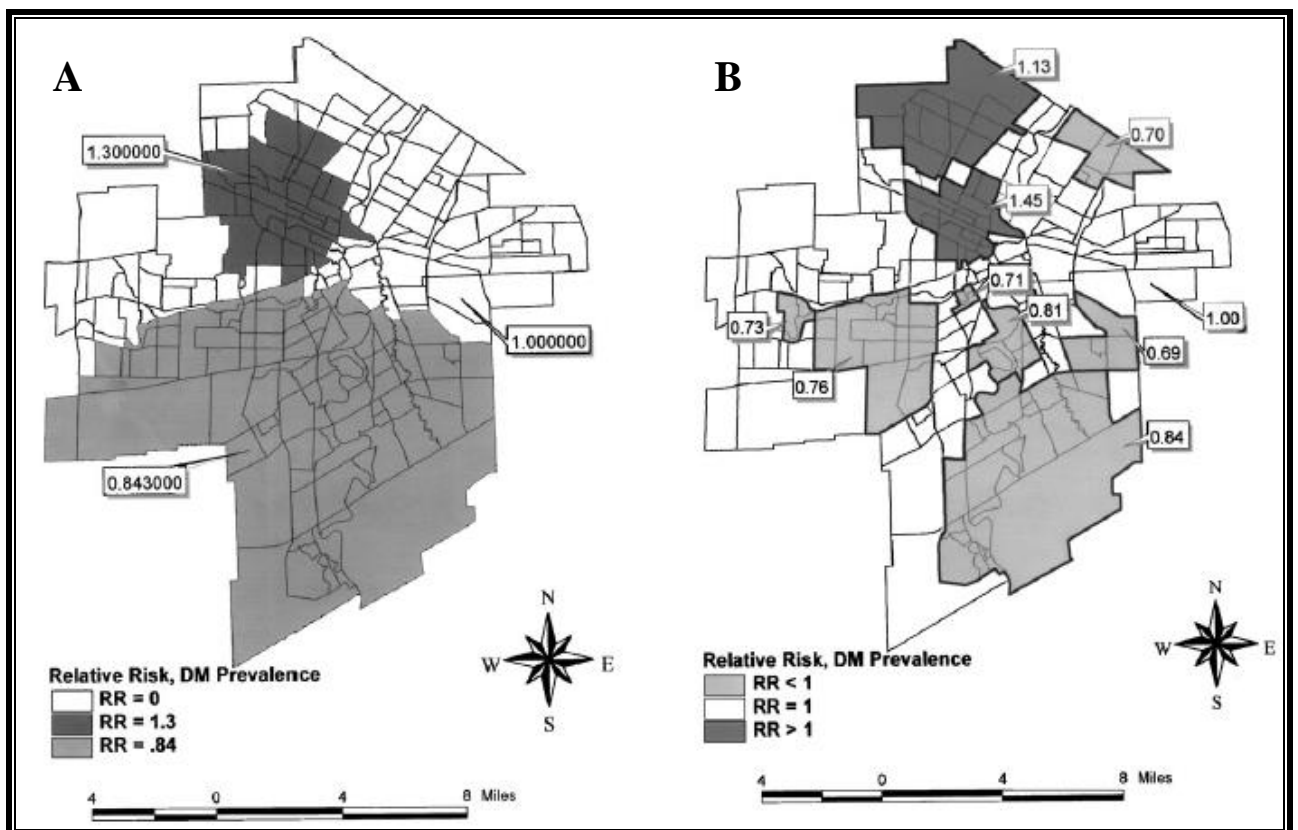 A
1.300000
1.000000
0.843000
N
W E
S
Relative Risk, DM Prevalence
RR = 0
RR = 1.3
RR = .84
4 0 4 8 Miles
B
1.13
0.70
1.45
0.71
0.81
1.00
0.73
0.69
0.76
0.84
N
W E
S
Relative Risk, DM Prevalence
RR < 1
RR = 1
RR > 1
4 0 4 8 Miles